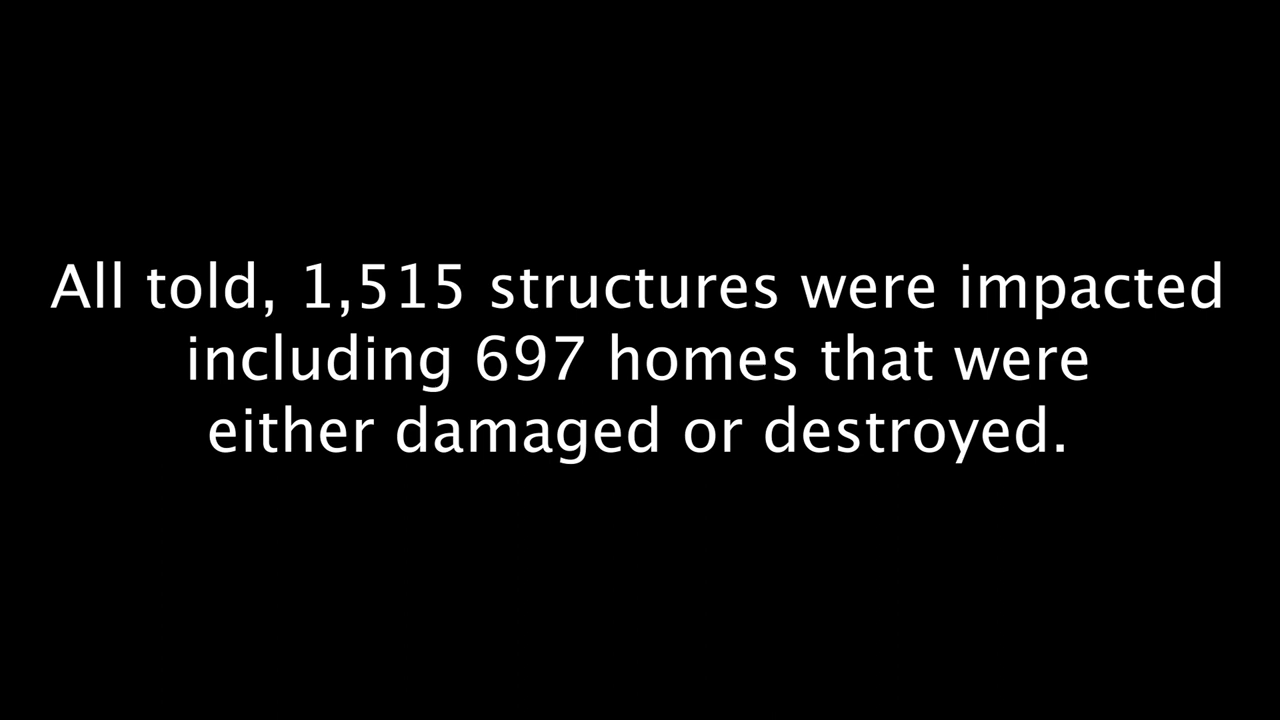 All told, 1,515 structures were impacted
including 697 homes that were
either damaged or destroyed.